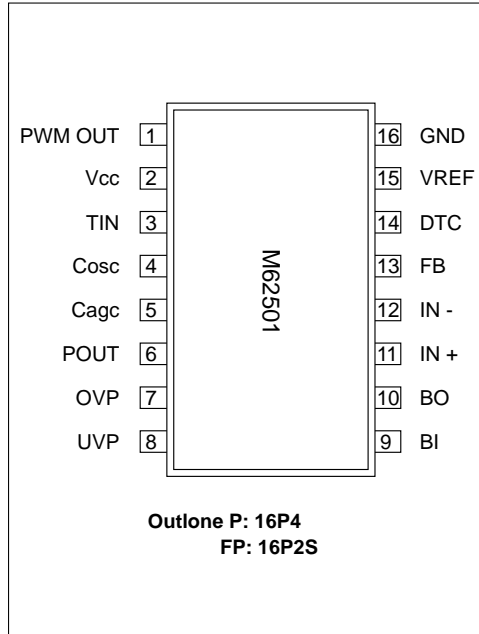 PWM OUT 1 16 GND
Vcc 2 15 VREF
TIN 3 14 DTC
Cosc 4 13 FB
Cagc 5 12 IN -
POUT 6 11 IN +
OVP 7 10 BO
UVP 8 9 BI
M62501
Outlone P: 16P4
FP: 16P2S